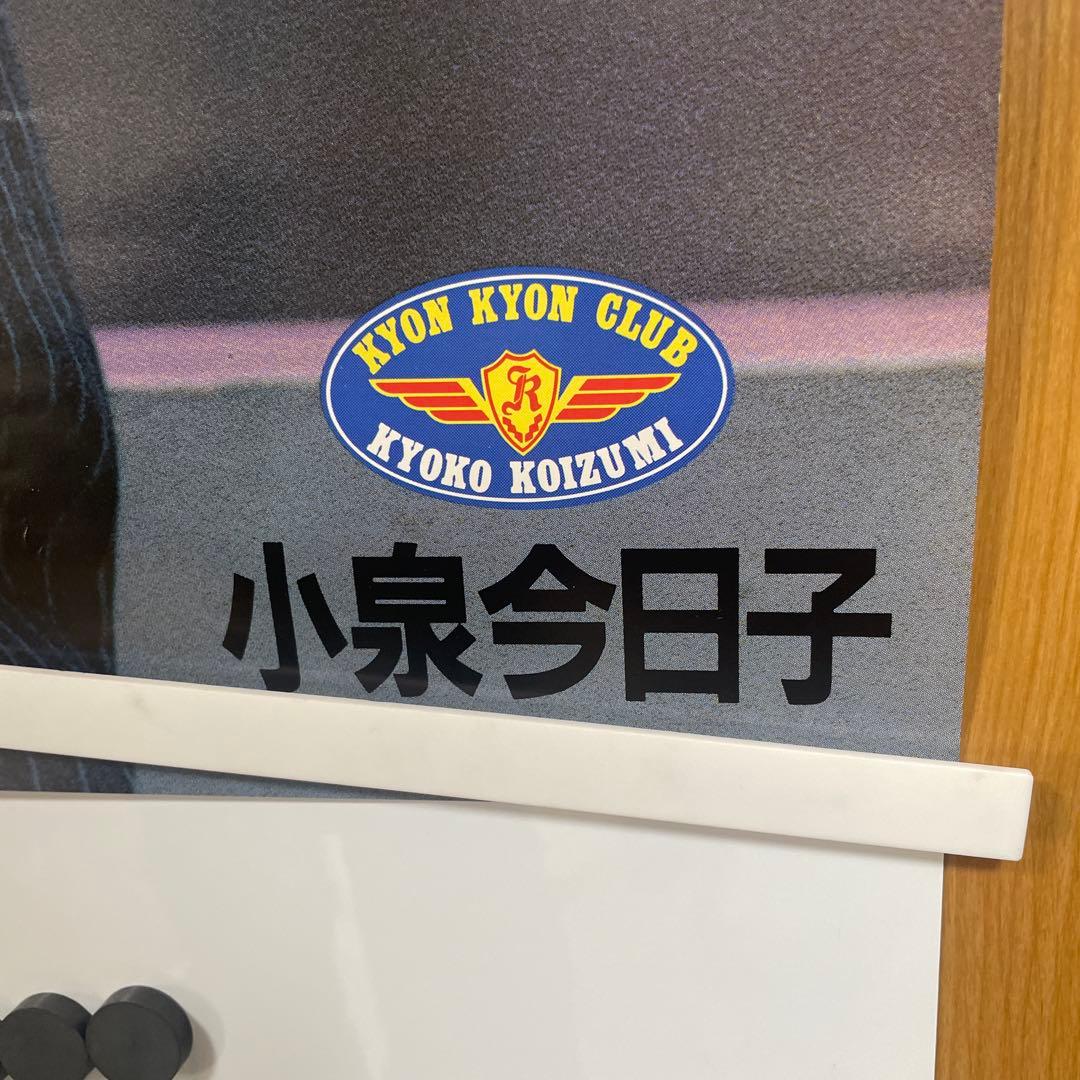 KYON KYON CLUB
K
KYOKO KOIZUMI
小泉今日子